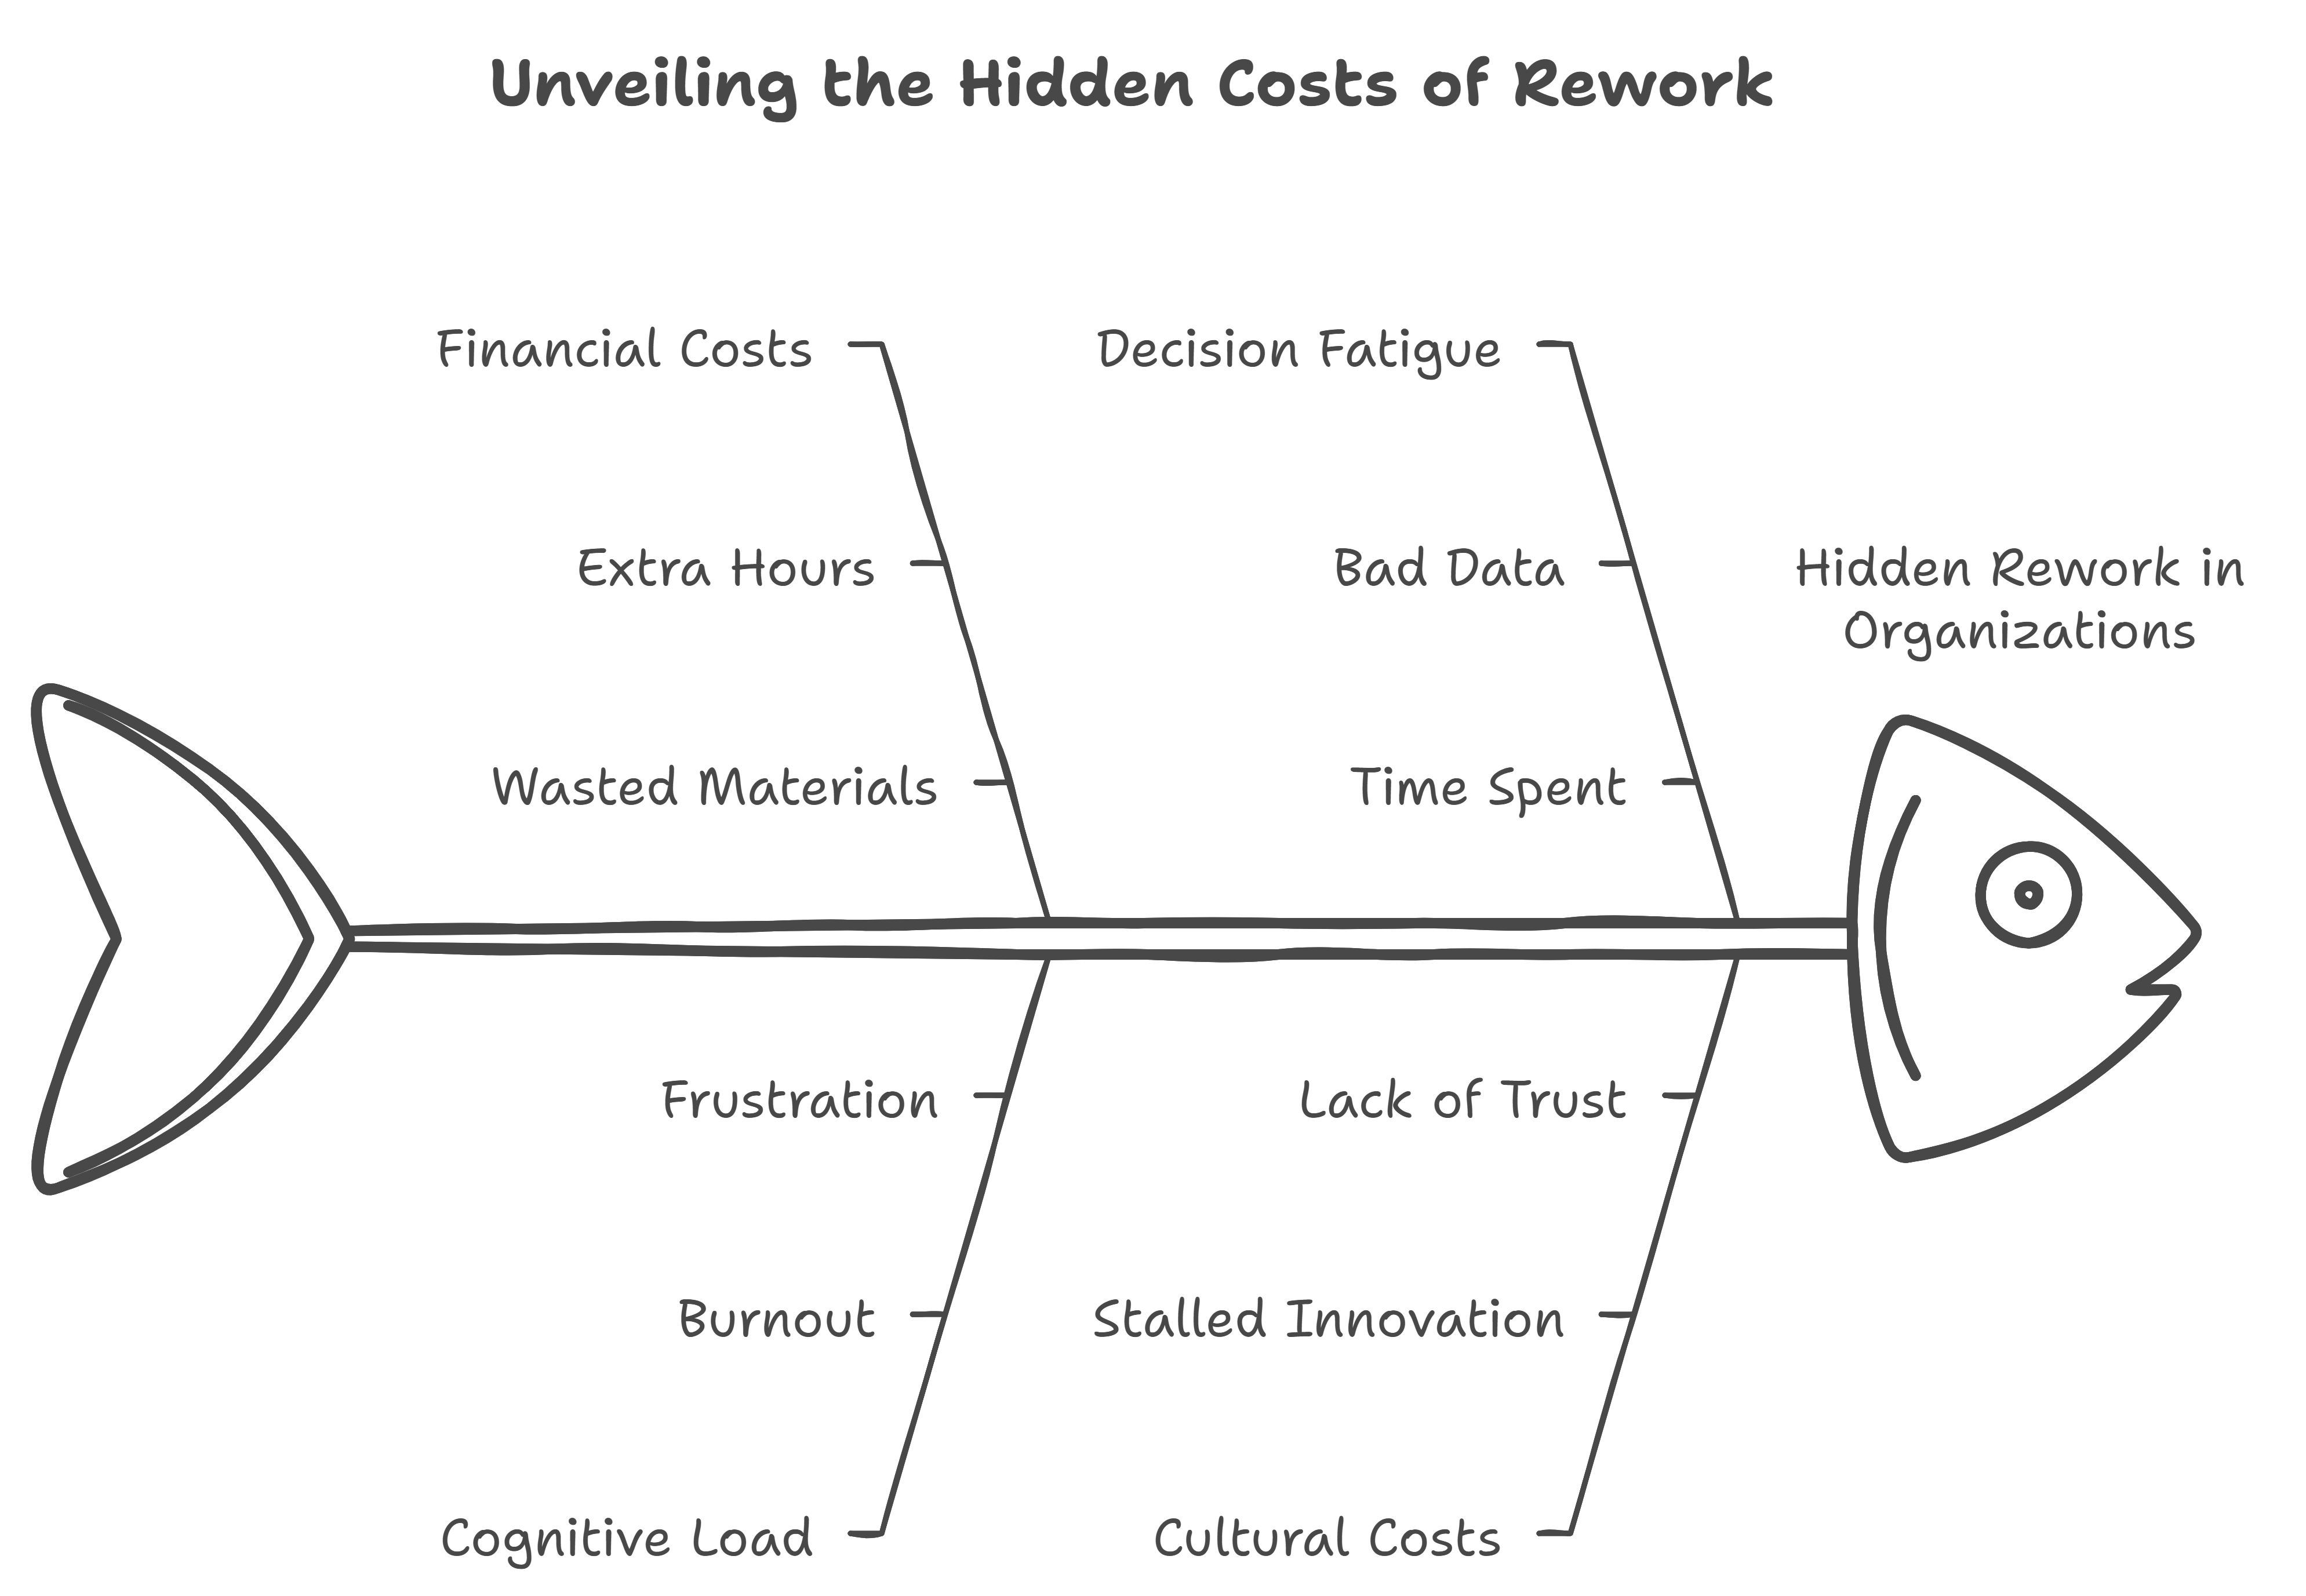 Unveiling the Hidden Costs of Rework
Financial Costs
Extra Hours
Wasted Materials
Decision Fatigue
Bad Data
Time Spent
Hidden Rework in
Organizations
Frustration
Burnout
Cognitive Load
Lack of Trust
Stalled Innovation
Cultural Costs